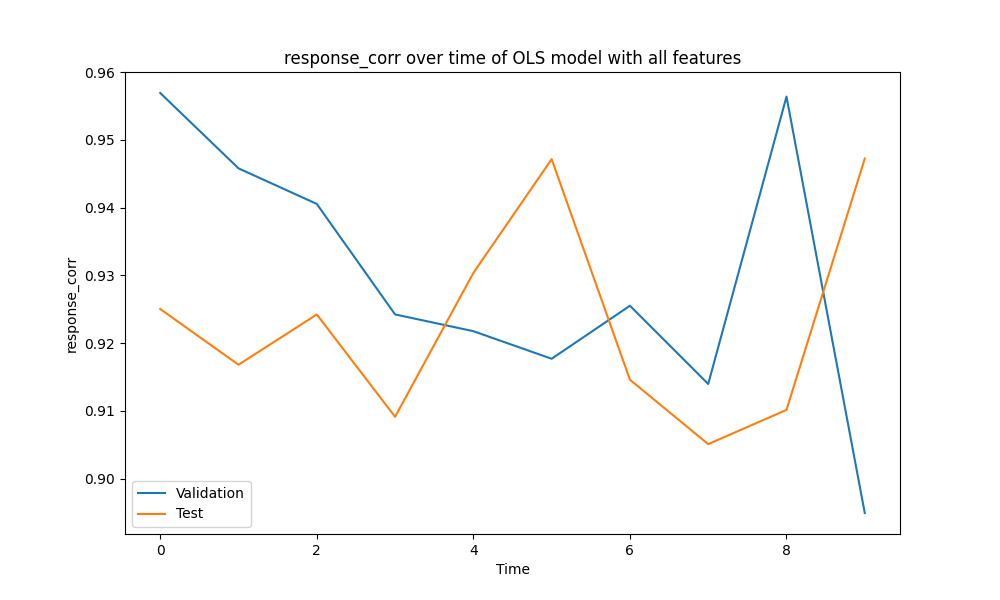 response_corr over time of OLS model with all features
0.96
0.95
0.94
0.93
0.92
0.91
0.90
response_corr
Validation
Test
0 2 4 6 8
Time